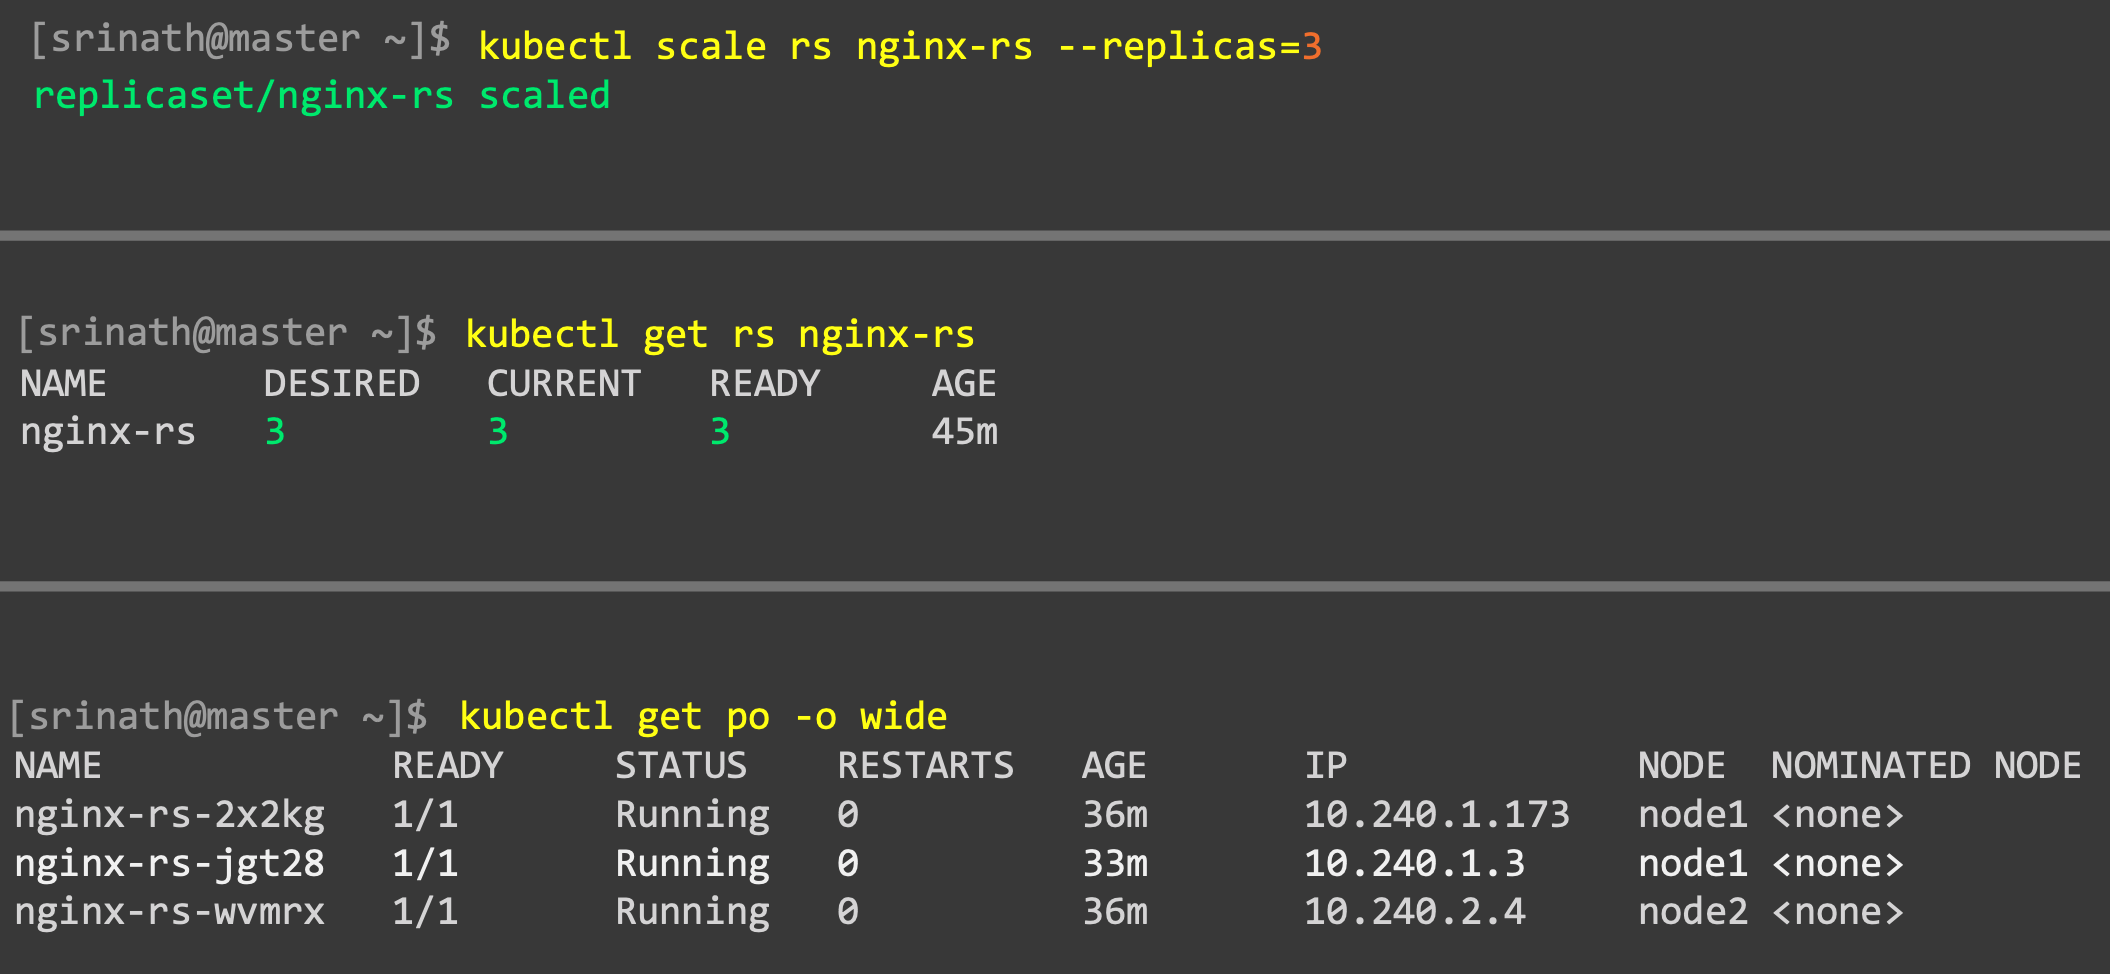 [srinath@master ~]$ kubectl scale rs nginx-rs --replicas=3
replicaset/nginx-rs scaled
[srinath@master ~]$ kubectl get rs nginx-rs
NAME DESIRED CURRENT READY AGE
nginx-rs 3 3 3 45m
[srinath@master ~]$ kubectl get po -o wide
NAME READY STATUS RESTARTS AGE IP NODE NOMINATED NODE
nginx-rs-2x2kg 1/1 Running 0 36m 10.240.1.173 node1 <none>
nginx-rs-jgt28 1/1 Running 0 33m 10.240.1.3 node1 <none>
nginx-rs-wvmrx 1/1 Running 0 36m 10.240.2.4 node2 <none>